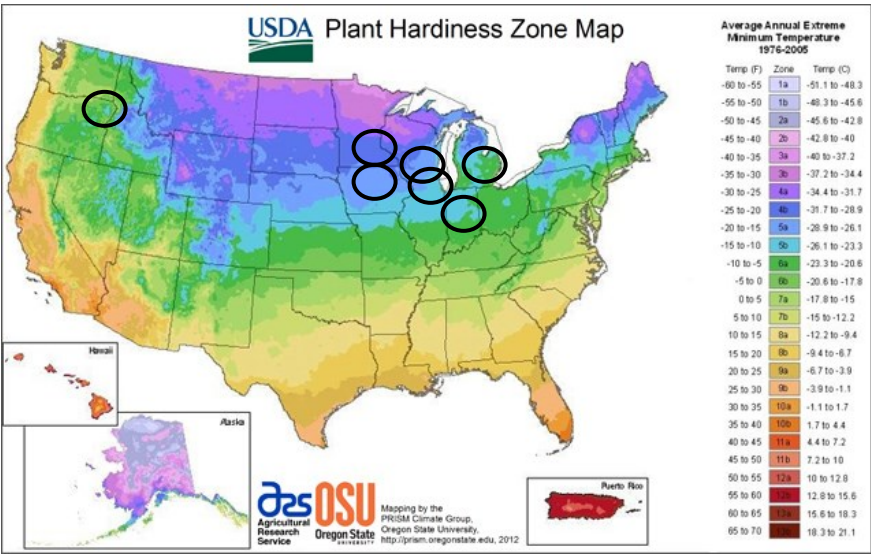 USDA Plant Hardiness Zone Map
Average Annual Extreme
Minimum Temperature
1976-2005
Temp (F) Zone Temp (C)
-60 to -55 1a -51.1 to -48.3
-55 to -50 1b -48.3 to -45.6
-50 to -45 2a -45.6 to -42.8
-45 to -40 2b -42.8 to -40
-40 to -35 3a -40 to -37.2
-35 to -30 3b -37.2 to -34.4
-30 to -25 4a -34.4 to -31.7
-25 to -20 4b -31.7 to -28.9
-20 to -15 5a -28.9 to -26.1
-15 to -10 5b -26.1 to -23.3
-10 to -5 6a -23.3 to -20.6
-5 to 0 6b -20.6 to -17.8
0 to 5 7a -17.8 to -15
5 to 10 7b -15 to -12.2
10 to 15 8a -12.2 to -9.4
15 to 20 8b -9.4 to -6.7
20 to 25 9a -6.7 to -3.9
25 to 30 9b -3.9 to -1.1
30 to 35 10a -1.1 to 1.7
35 to 40 10b 1.7 to 4.4
40 to 45 11a 4.4 to 7.2
45 to 50 11b 7.2 to 10
50 to 55 12a 10 to 12.8
55 to 60 12b 12.8 to 15.6
60 to 65 13a 15.6 to 18.3
65 to 70 13b 18.3 to 21.1
Hawaii
Alaska
Puerto Rico
ars
Agricultural
Research
Service
OSU
Oregon State
UNIVERSITY
Mapping by the
PRISM Climate Group,
Oregon State University,
http://prism.oregonstate.edu, 2012